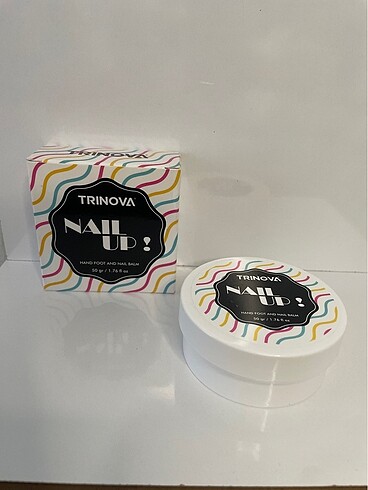 TRINOVA
TRINOVA
NAIL
UP !
HAND FOOT AND NAIL BALM
50 gr / 1.76 fl oz
TRINOVA
NAIL
UP !
HAND FOOT AND NAIL BALM
50 gr / 1.76 fl oz